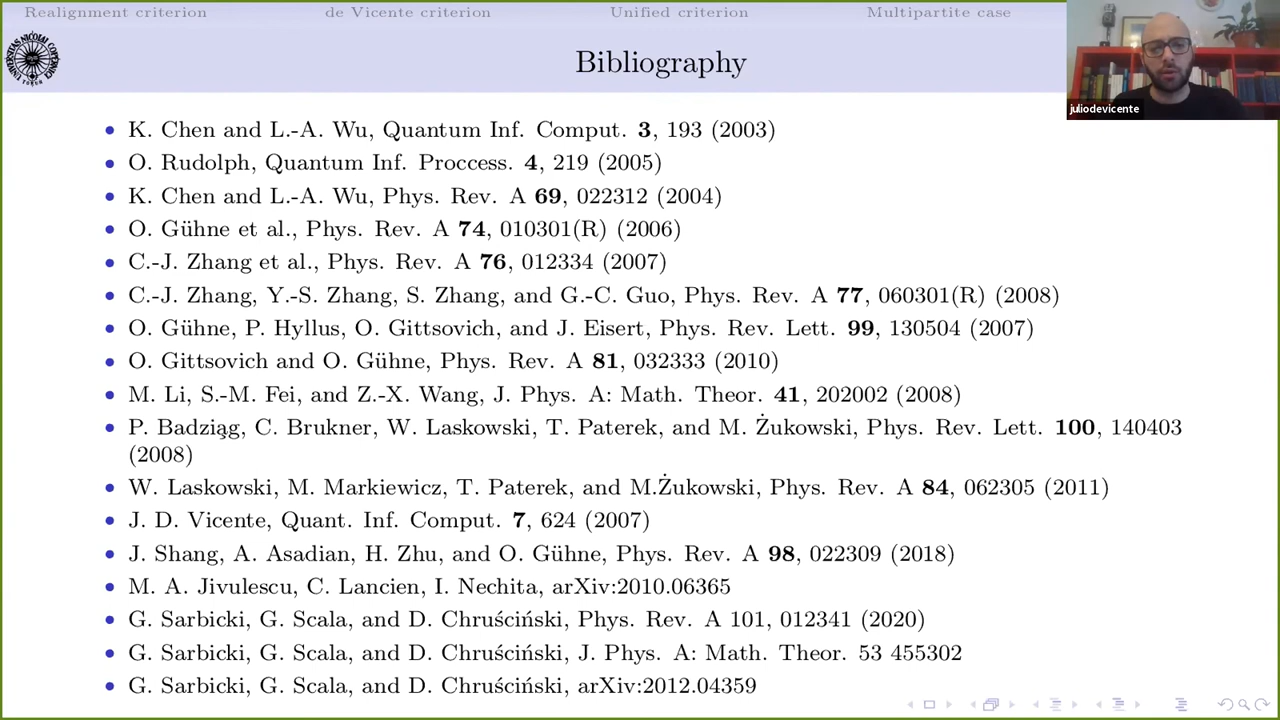 Realignment criterion de Vicente criterion Unified criterion Multipartite case
Bibliography
juliodevicente
• K. Chen and L.-A. Wu, Quantum Inf. Comput. 3, 193 (2003)
• O. Rudolph, Quantum Inf. Proccess. 4, 219 (2005)
• K. Chen and L.-A. Wu, Phys. Rev. A 69, 022312 (2004)
• O. Gühne et al., Phys. Rev. A 74, 010301(R) (2006)
• C.-J. Zhang et al., Phys. Rev. A 76, 012334 (2007)
• C.-J. Zhang, Y.-S. Zhang, S. Zhang, and G.-C. Guo, Phys. Rev. A 77, 060301(R) (2008)
• O. Gühne, P. Hyllus, O. Gittsovich, and J. Eisert, Phys. Rev. Lett. 99, 130504 (2007)
• O. Gittsovich and O. Gühne, Phys. Rev. A 81, 032333 (2010)
• M. Li, S.-M. Fei, and Z.-X. Wang, J. Phys. A: Math. Theor. 41, 202002 (2008)
• P. Badziąg, C. Brukner, W. Laskowski, T. Paterek, and M. Żukowski, Phys. Rev. Lett. 100, 140403
(2008)
• W. Laskowski, M. Markiewicz, T. Paterek, and M.Żukowski, Phys. Rev. A 84, 062305 (2011)
• J. D. Vicente, Quant. Inf. Comput. 7, 624 (2007)
• J. Shang, A. Asadian, H. Zhu, and O. Gühne, Phys. Rev. A 98, 022309 (2018)
• M. A. Jivulescu, C. Lancien, I. Nechita, arXiv:2010.06365
• G. Sarbicki, G. Scala, and D. Chruściński, Phys. Rev. A 101, 012341 (2020)
• G. Sarbicki, G. Scala, and D. Chruściński, J. Phys. A: Math. Theor. 53 455302
• G. Sarbicki, G. Scala, and D. Chruściński, arXiv:2012.04359